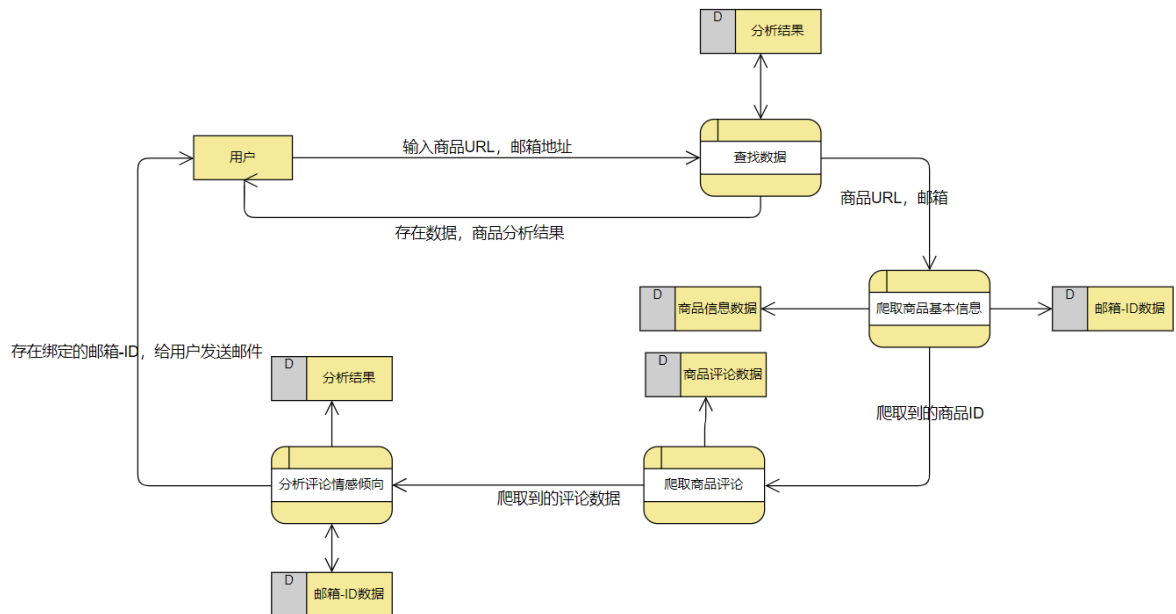 D
分析结果
用户
输入商品URL，邮箱地址
查找数据
商品URL，邮箱
存在数据，商品分析结果
D
商品信息数据
爬取商品基本信息
D
邮箱-ID数据
存在绑定的邮箱-ID，给用户发送邮件
D
分析结果
D
商品评论数据
爬取到的商品ID
分析评论情感倾向
爬取到的评论数据
爬取商品评论
D
邮箱-ID数据